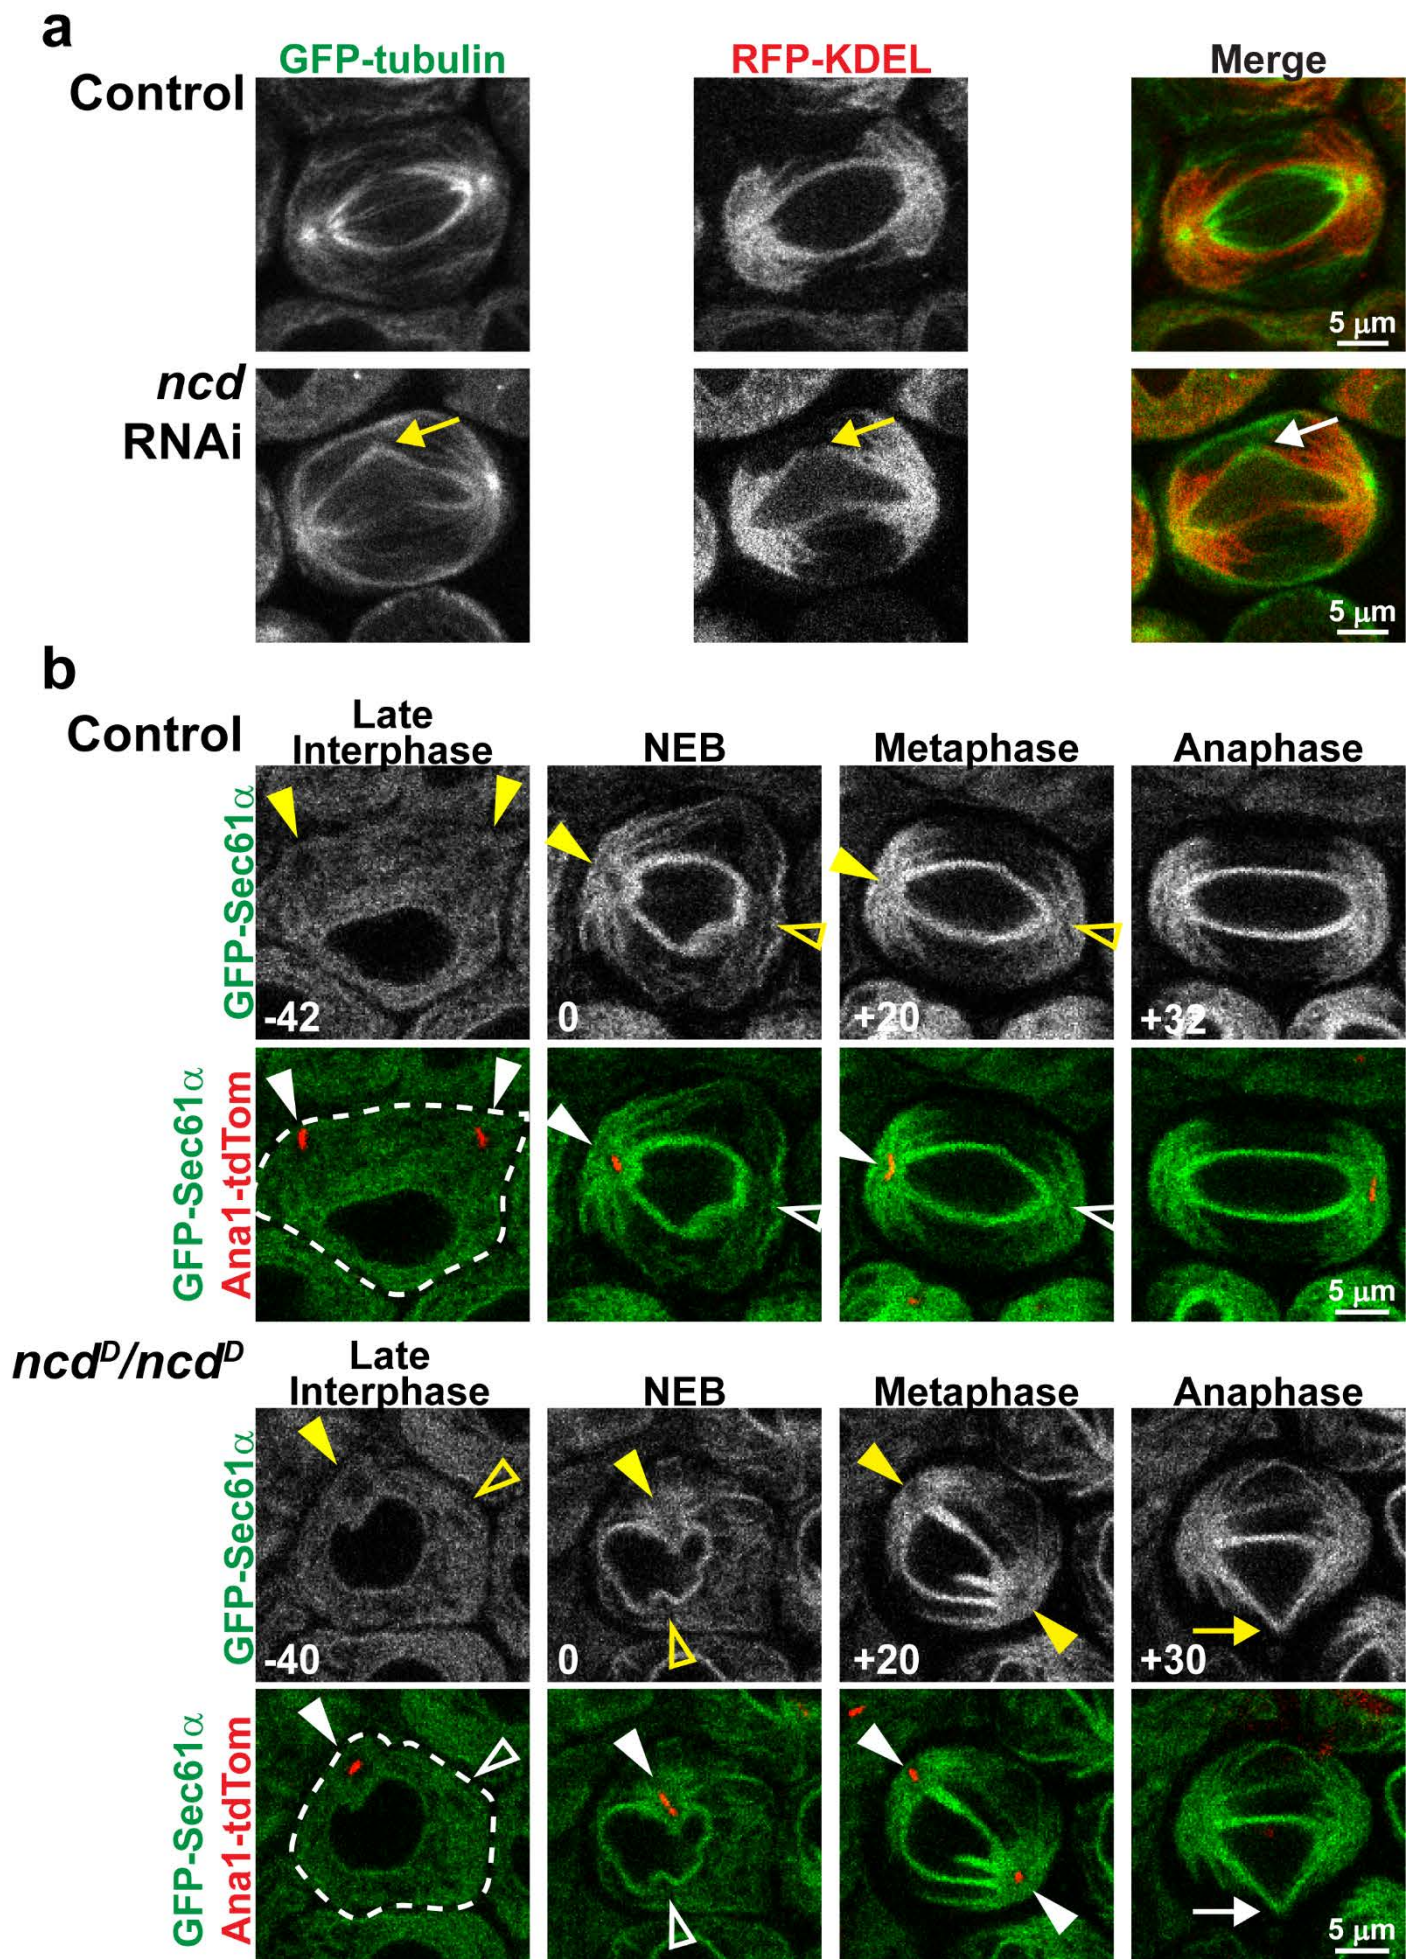 a
GFP-tubulin RFP-KDEL Merge
Control
5 μm
ncd
RNAi
5 μm
b
Control
Late
Interphase NEB Metaphase Anaphase
GFP-Sec61α
-42 0 +20 +32
GFP-Sec61α
Ana1-tdTom
5 μm
ncdᴰ/ncdᴰ
Late
Interphase NEB Metaphase Anaphase
GFP-Sec61α
-40 0 +20 +30
GFP-Sec61α
Ana1-tdTom
5 μm